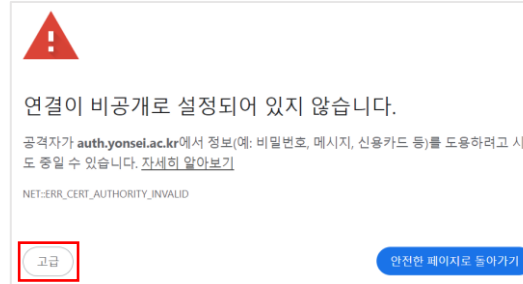 연결이 비공개로 설정되어 있지 않습니다.
공격자가 auth.yonsei.ac.kr에서 정보(예: 비밀번호, 메시지, 신용카드 등)를 도용하려고 시
도 중일 수 있습니다. 자세히 알아보기
NET::ERR_CERT_AUTHORITY_INVALID
고급
안전한 페이지로 돌아가기